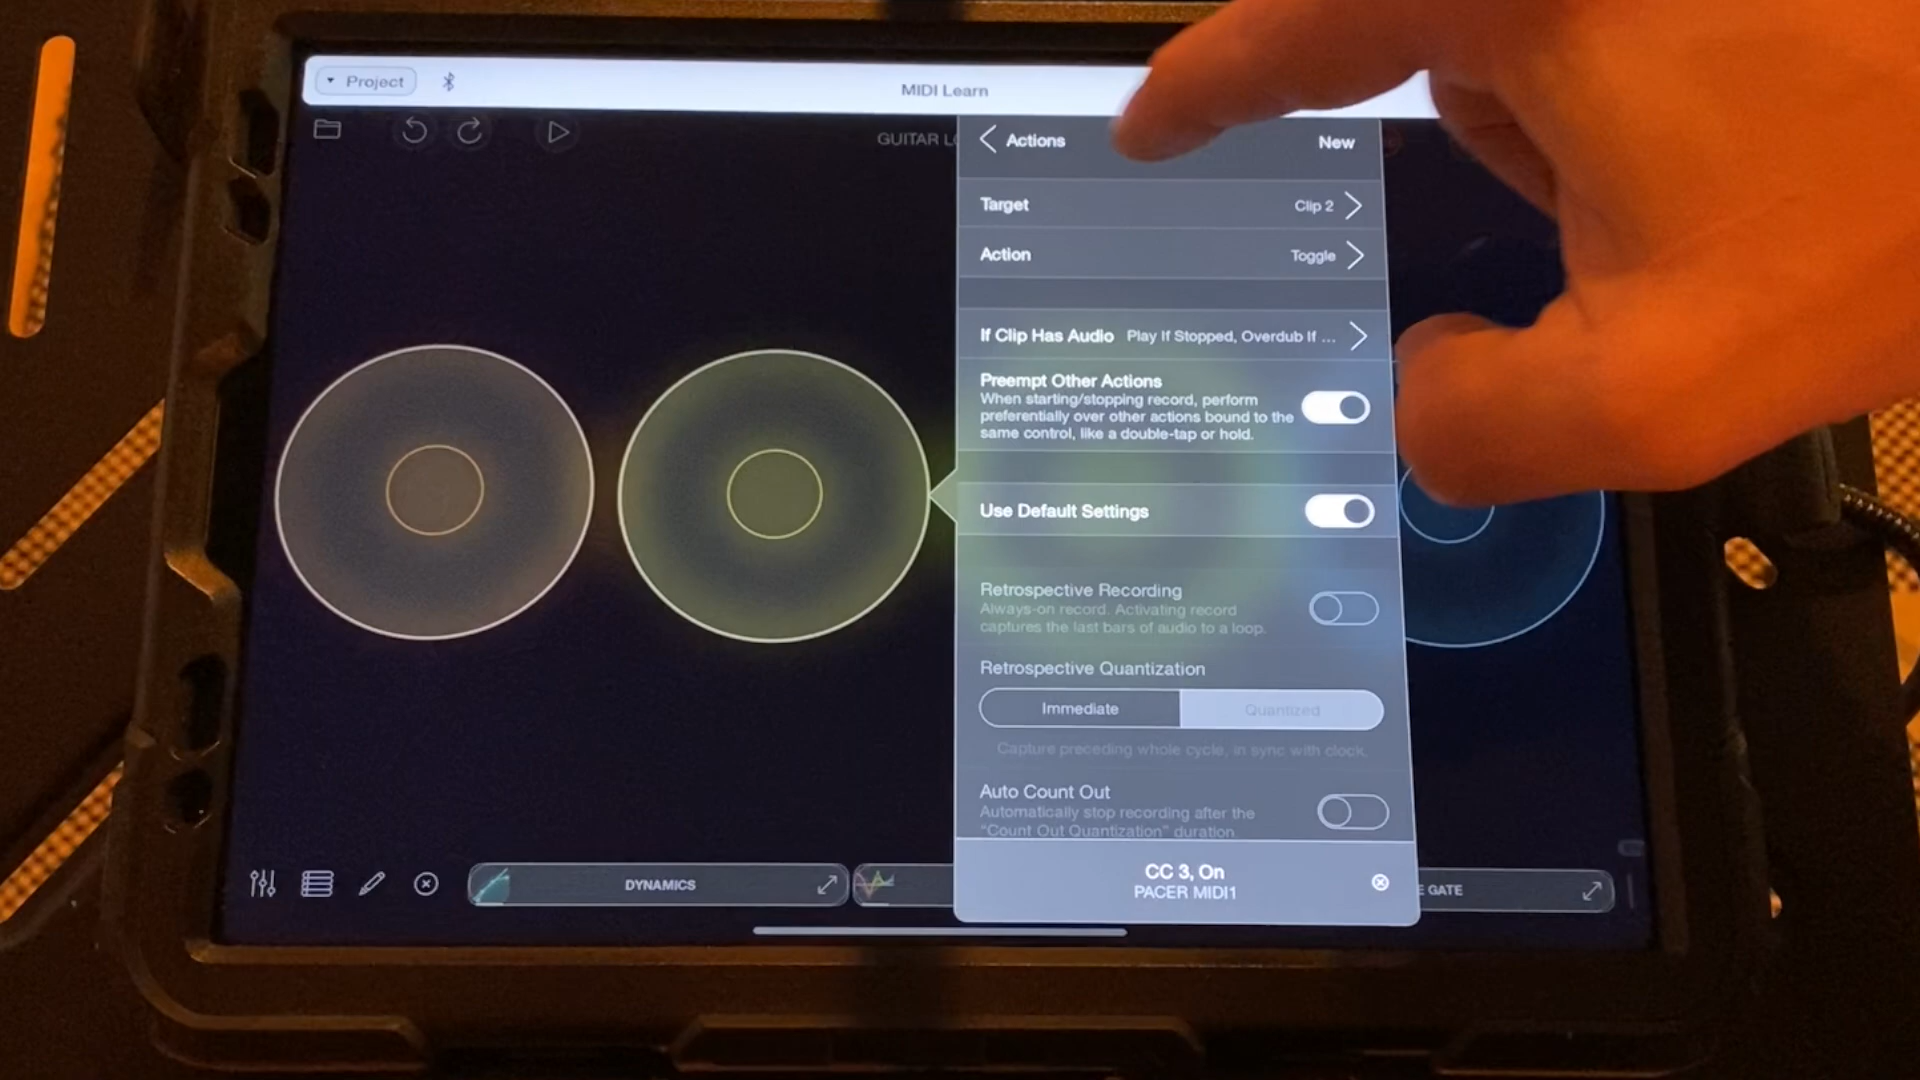 Project
MIDI Learn
GUITAR
Actions
New
Target
Clip 2
Action
Toggle
If Clip Has Audio
Play If Stopped, Overdub If ...
Preempt Other Actions
When starting/stopping record, perform
preferentially over other actions bound to the
same control, like a double-tap or hold.
Use Default Settings
Retrospective Recording
Always-on record. Activating record
captures the last bars of audio to a loop.
Retrospective Quantization
Immediate
Quantized
Capture preceding whole cycle, in sync with clock.
Auto Count Out
Automatically stop recording after the
"Count Out Quantization" duration
DYNAMICS
CC 3, On
PACER MIDI1
GATE